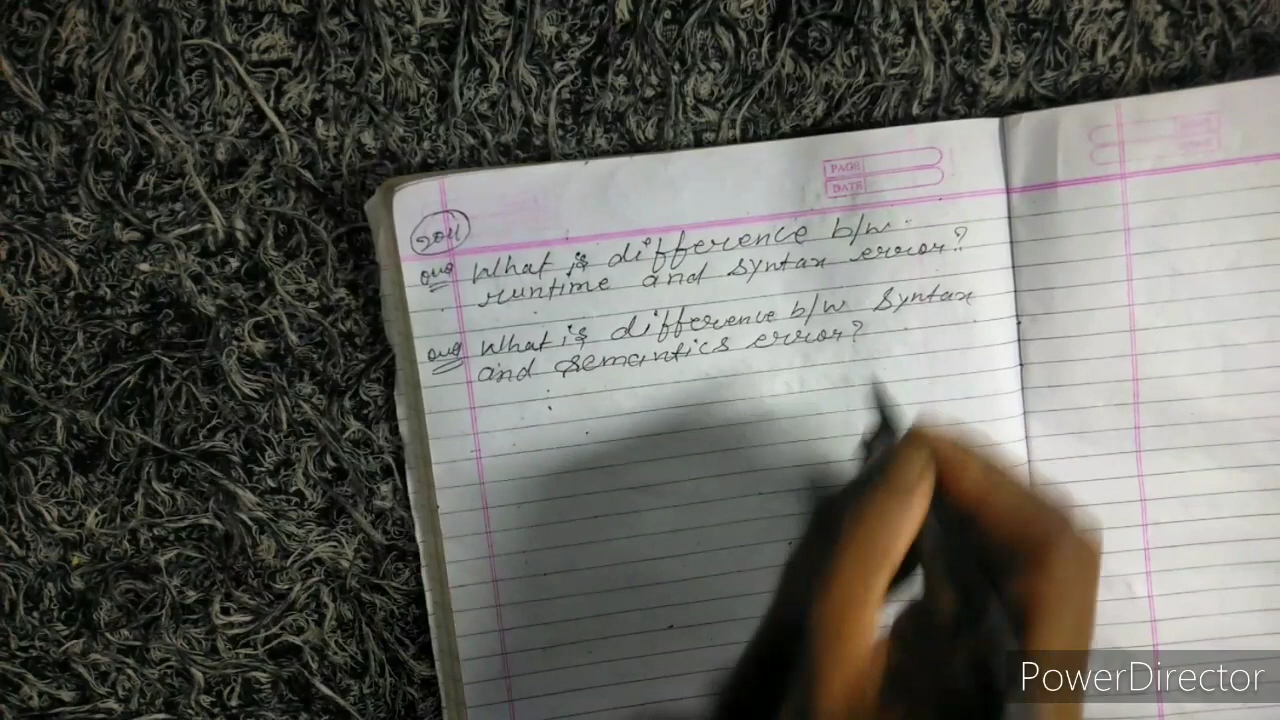 PAGE
DATE
2011
Que What is difference b/w
runtime and syntax error?
Que What is difference b/w syntax
and semantics error?
PowerDirector